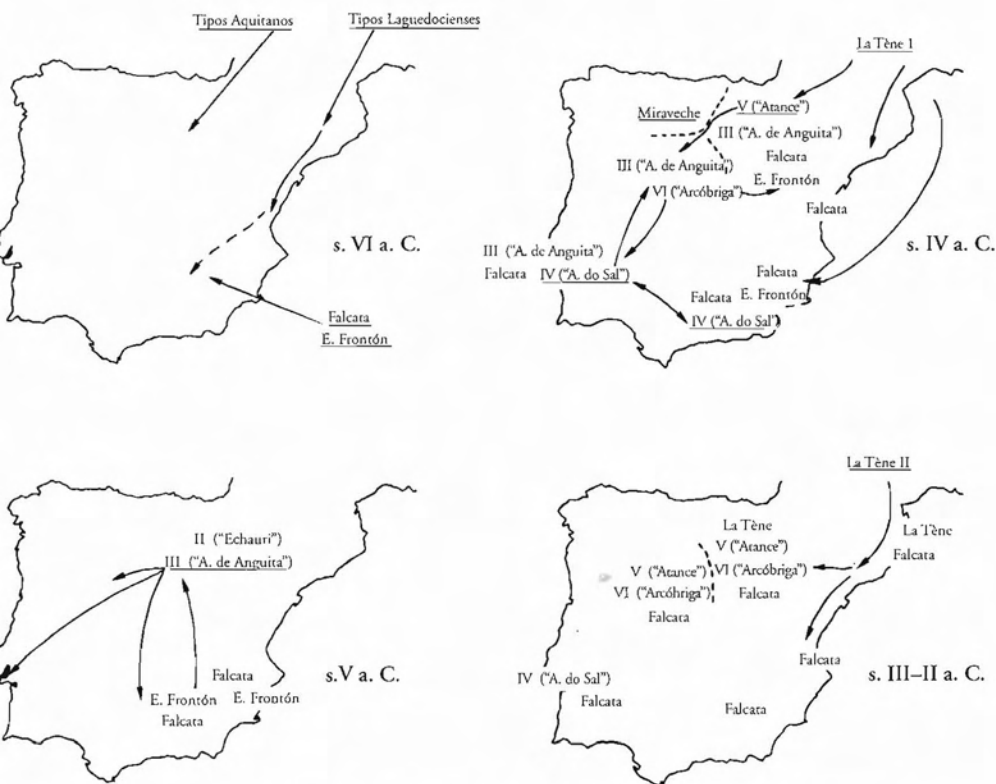 Tipos Aquitanos
Tipos Laguedocienses
s. VI a. C.
Falcata
E. Frontón
La Tène 1
Miraveche
V ("Atance")
III ("A. de Anguita")
Falcata
III ("A. de Anguita")
E. Frontón
VI ("Arcóbriga")
Falcata
s. IV a. C.
III ("A. de Anguita")
Falcata
IV ("A. do Sal")
Falcata
Falcata
E. Frontón
IV ("A. do Sal")
II ("Echauri")
III ("A. de Anguita")
s.V a. C.
Falcata
E. Frontón
E. Frontón
Falcata
La Tène II
La Tène
La Tène
V ("Atance")
Falcata
V ("Atance")
VI ("Arcóbriga")
VI ("Arcóhriga")
Falcata
Falcata
Falcata
s. III–II a. C.
IV ("A. do Sal")
Falcata
Falcata